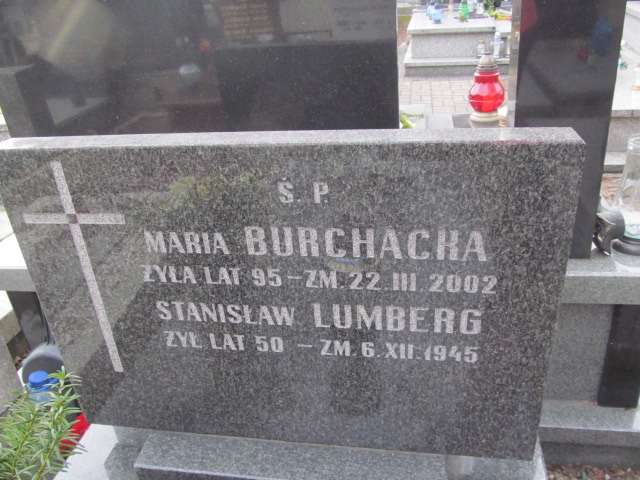 Ś. P.
MARIA BURCHACKA
ŻYŁA LAT 95 - ZM. 22. III. 2002
STANISŁAW LUMBERG
ŻYŁ LAT 50 - ZM. 6. XII. 1945